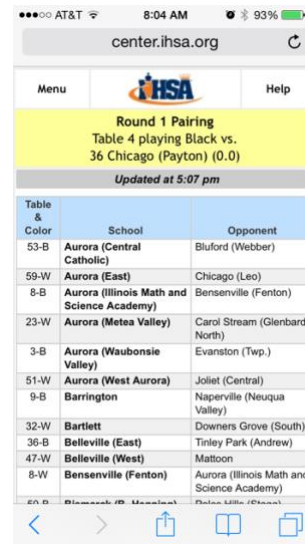 AT&T 8:04 AM 93%
center.ihsa.org
Menu
IHSA
Help
Round 1 Pairing
Table 4 playing Black vs.
36 Chicago (Payton) (0.0)
Updated at 5:07 pm
Table & Color School Opponent
53-B Aurora (Central Catholic) Bluford (Webber)
59-W Aurora (East) Chicago (Leo)
8-B Aurora (Illinois Math and Science Academy) Bensenville (Fenton)
23-W Aurora (Metea Valley) Carol Stream (Glenbard North)
3-B Aurora (Waubonsie Valley) Evanston (Twp.)
51-W Aurora (West Aurora) Joliet (Central)
9-B Barrington Naperville (Neuqua Valley)
32-W Bartlett Downers Grove (South)
36-B Belleville (East) Tinley Park (Andrew)
47-W Belleville (West) Mattoon
8-W Bensenville (Fenton) Aurora (Illinois Math and Science Academy)